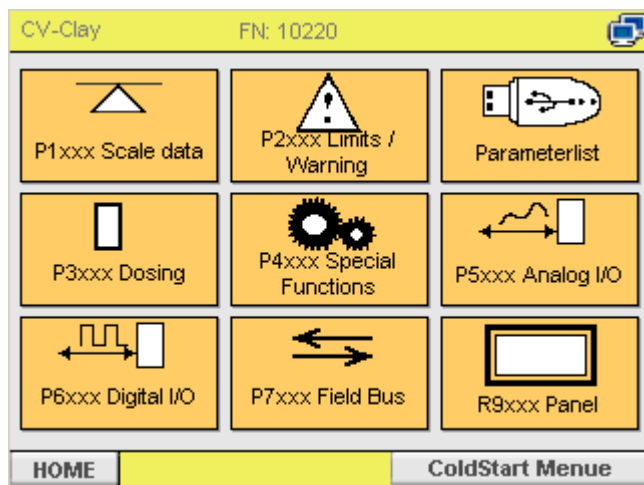 CV-Clay FN: 10220
P1xxx Scale data
P2xxx Limits /
Warning
Parameterlist
P3xxx Dosing
P4xxx Special
Functions
P5xxx Analog I/O
P6xxx Digital I/O
P7xxx Field Bus
R9xxx Panel
HOME
ColdStart Menue